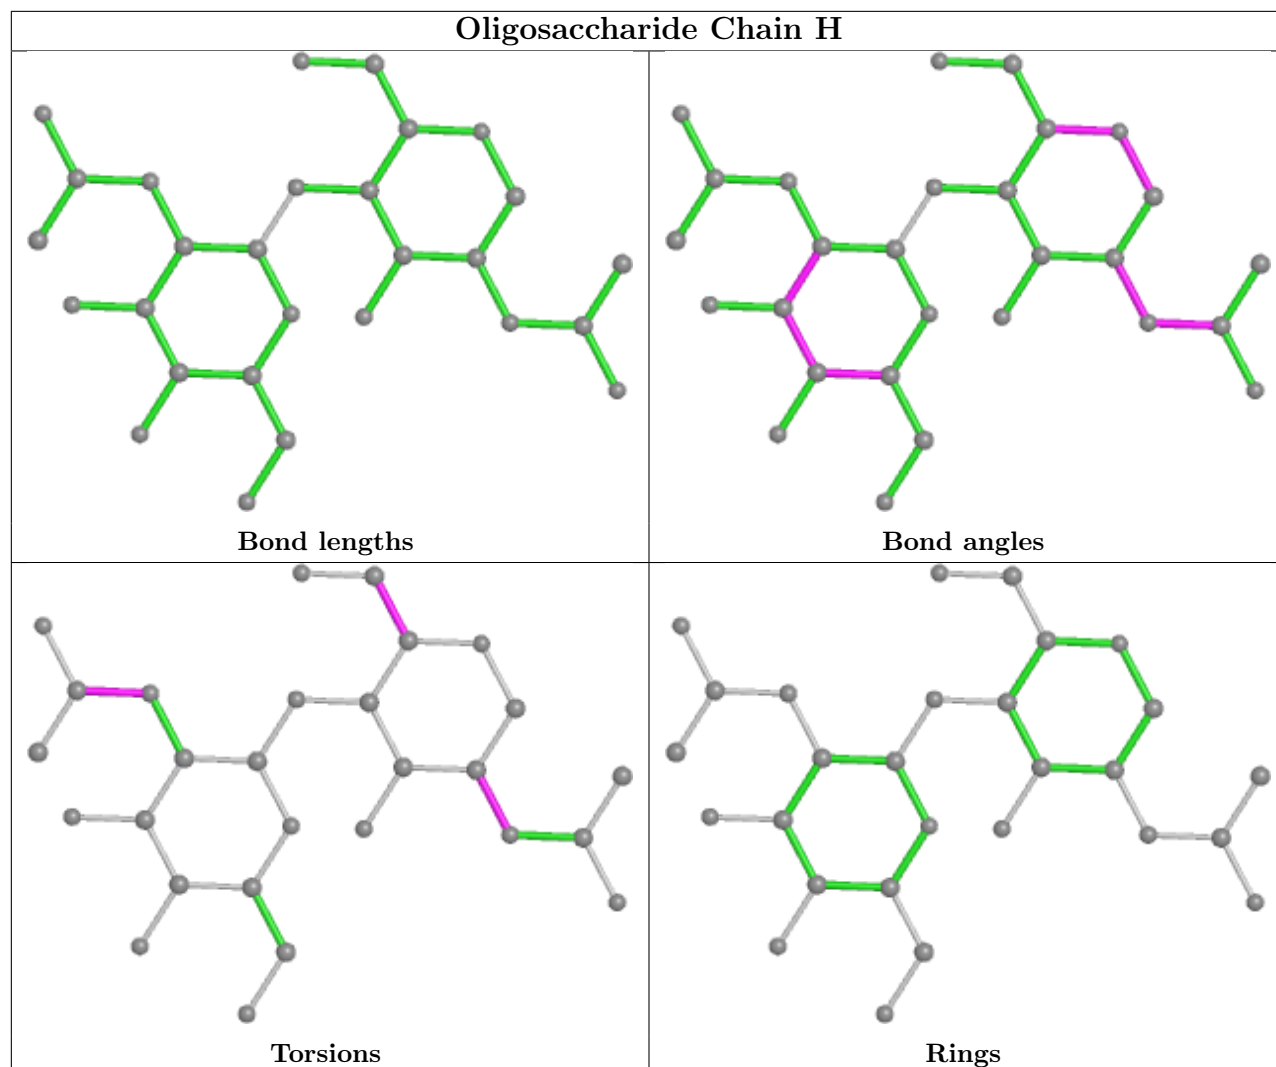 Oligosaccharide Chain H
Bond lengths
Bond angles
Torsions
Rings